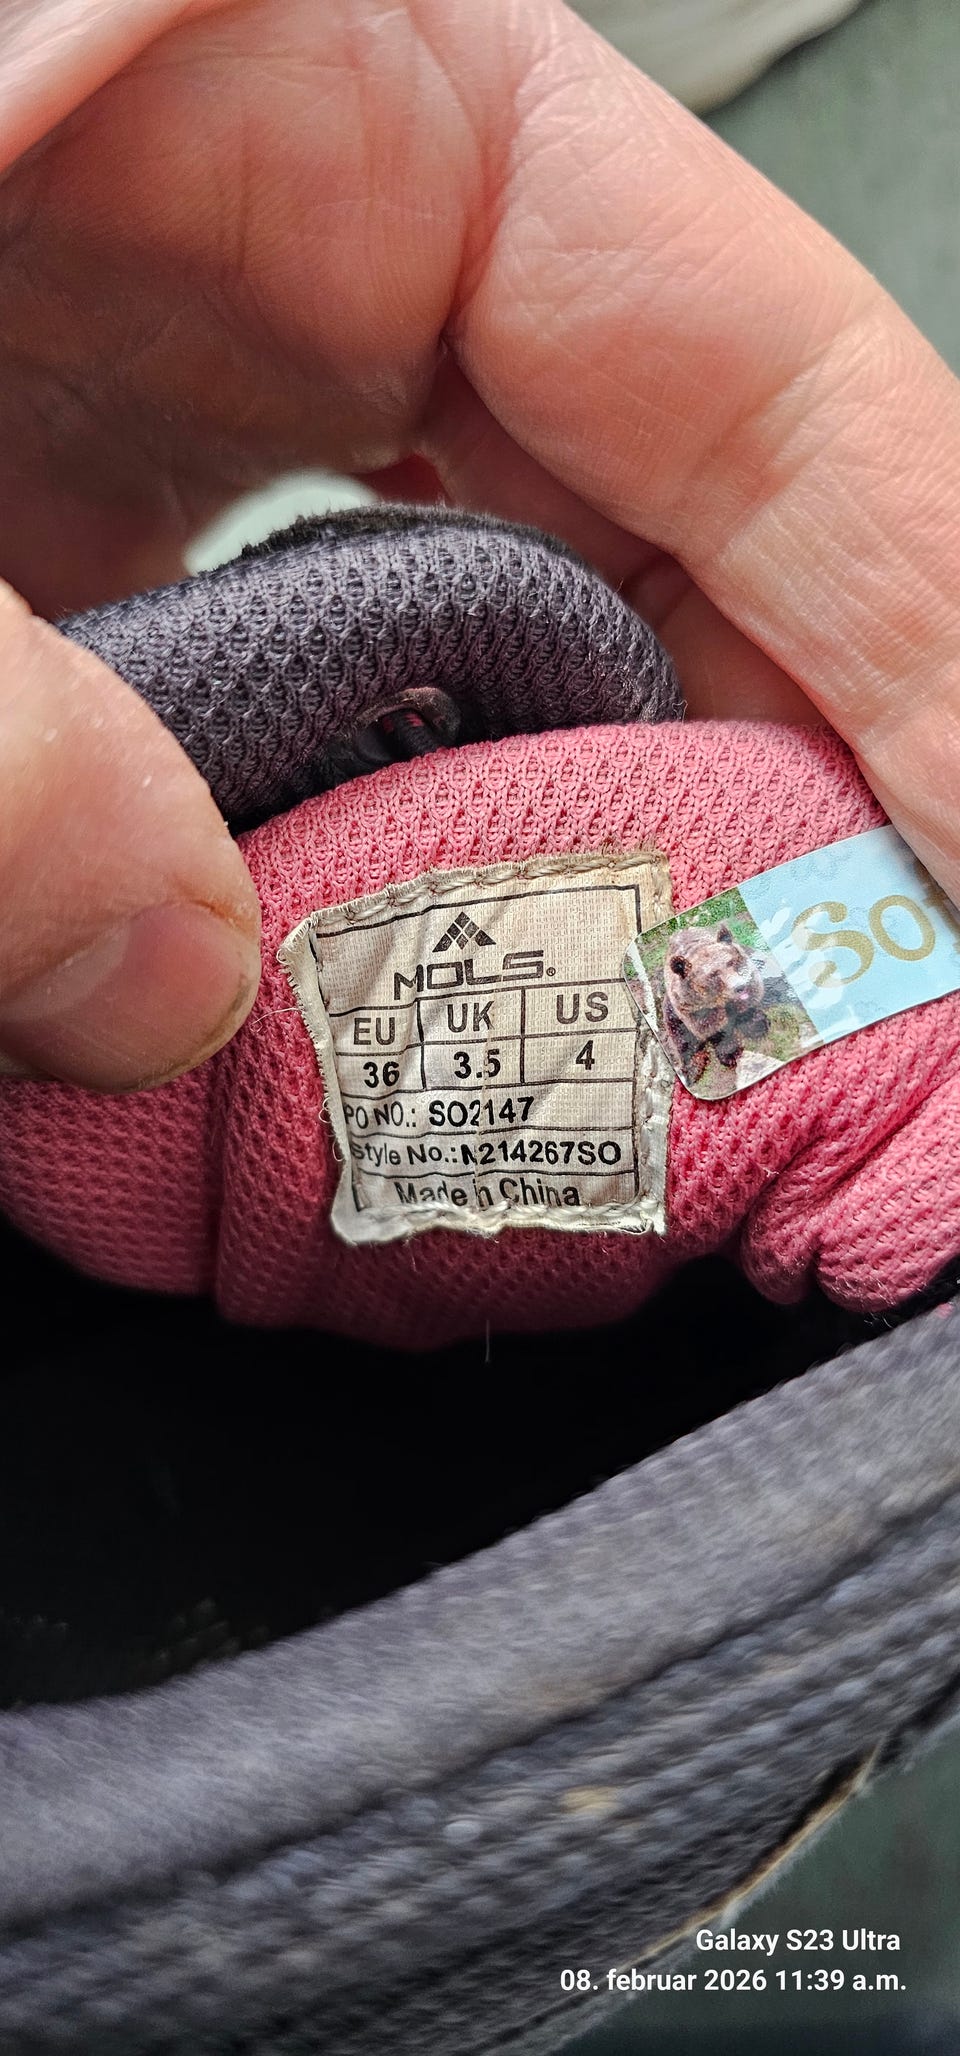 MOLS®
EU UK US
36 3.5 4
PO NO.: SO2147
Style No.:N214267SO
Made in China
Galaxy S23 Ultra
08. februar 2026 11:39 a.m.